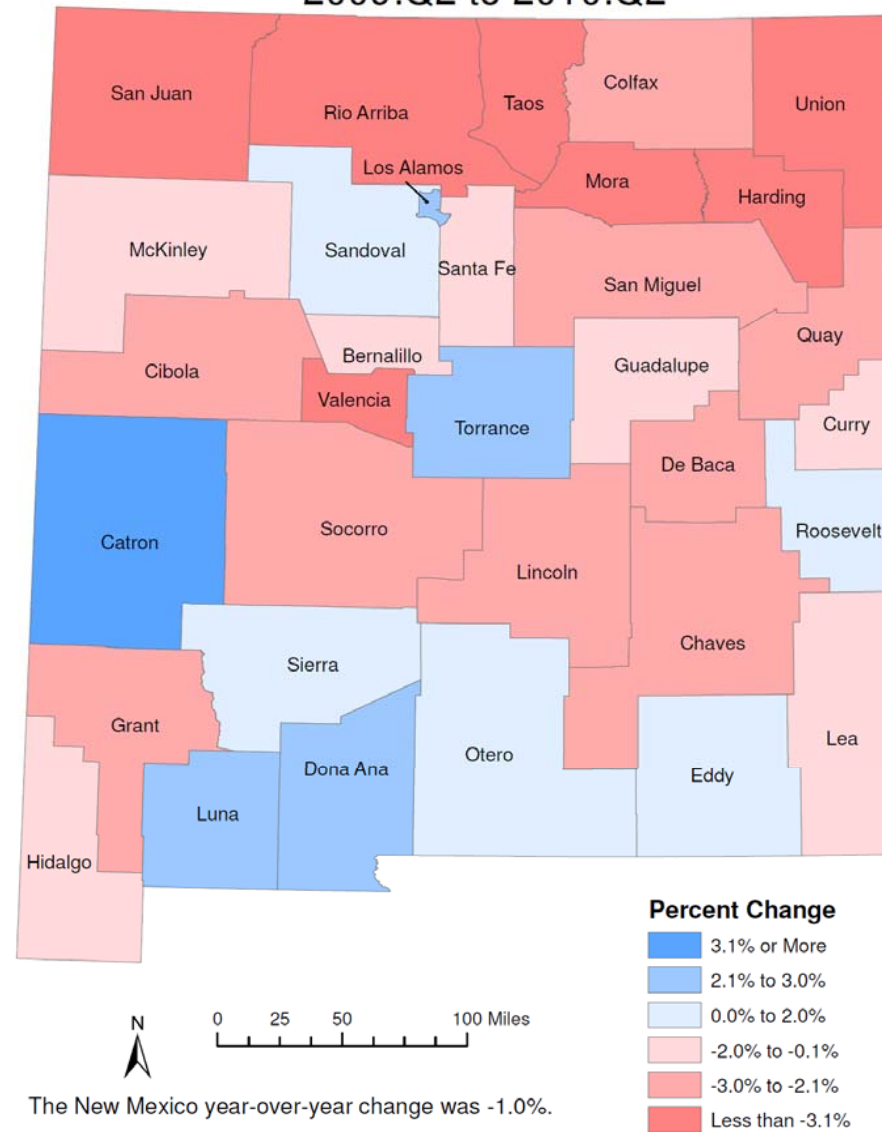 San Juan
Rio Arriba
Taos
Colfax
Union
Los Alamos
Mora
Harding
McKinley
Sandoval
Santa Fe
San Miguel
Quay
Cibola
Bernalillo
Guadalupe
Valencia
Torrance
Curry
De Baca
Catron
Socorro
Roosevelt
Lincoln
Chaves
Sierra
Grant
Otero
Lea
Dona Ana
Eddy
Luna
Hidalgo
Percent Change
3.1% or More
2.1% to 3.0%
0.0% to 2.0%
-2.0% to -0.1%
-3.0% to -2.1%
Less than -3.1%
N
0 25 50 100 Miles
The New Mexico year-over-year change was -1.0%.